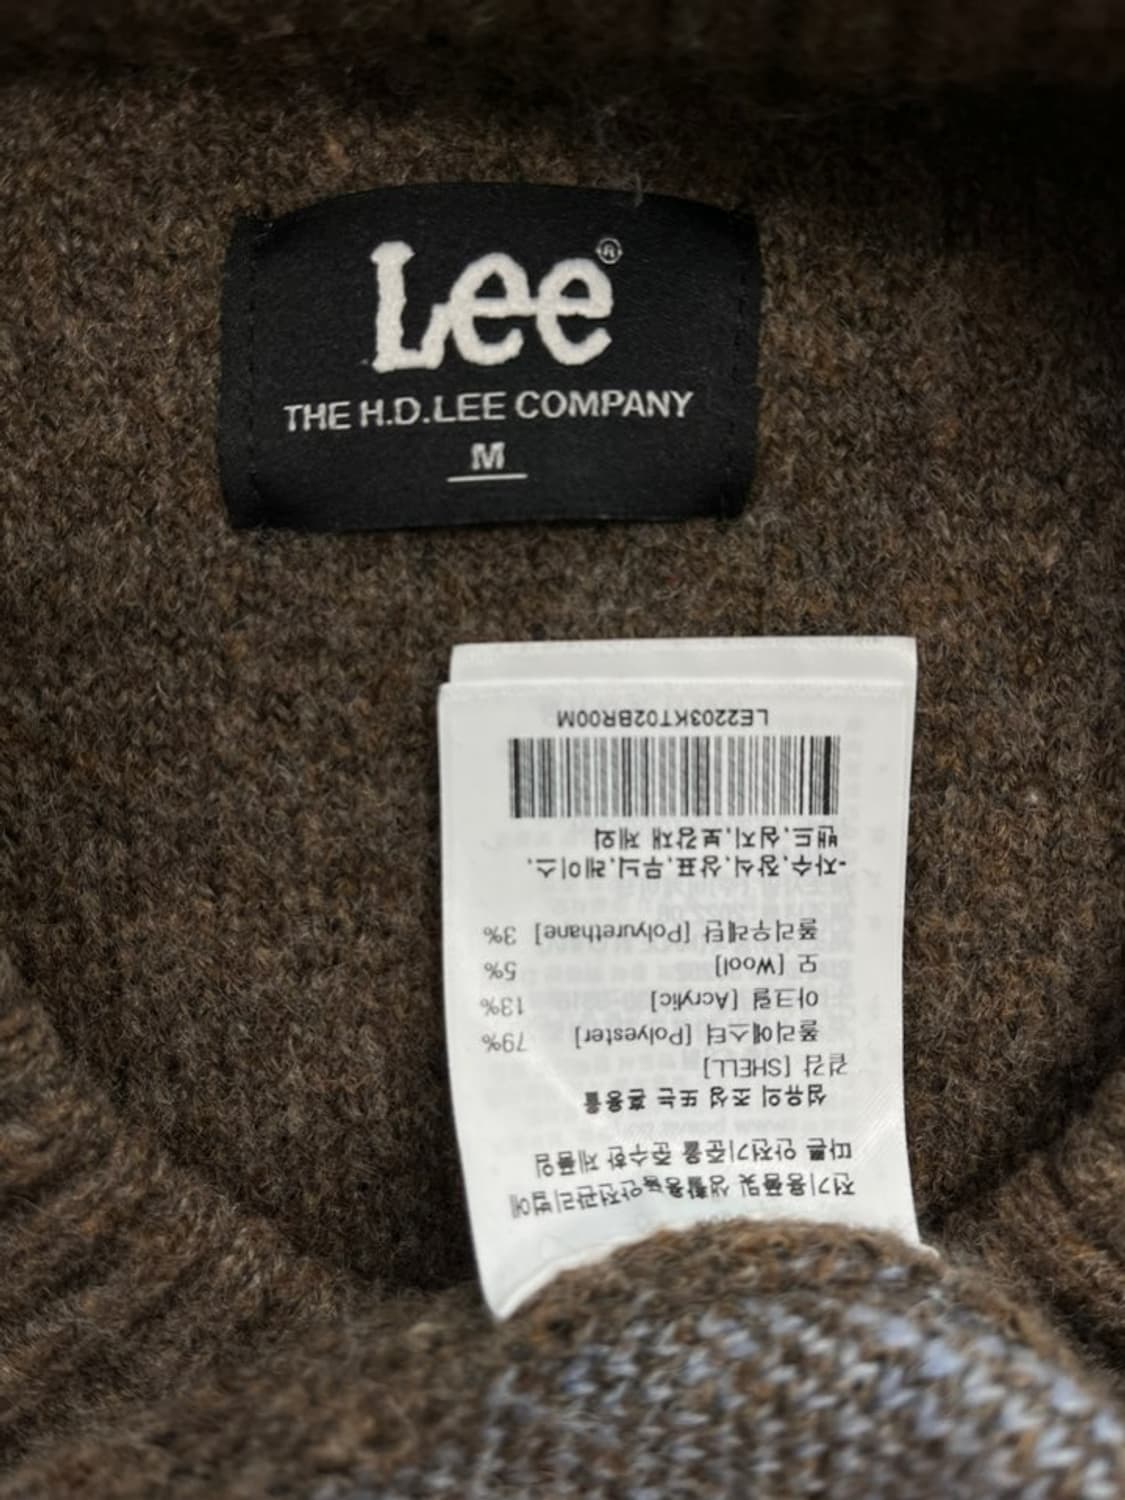 Lee®
THE H.D.LEE COMPANY
M
전기용품및 생활용품안전관리법에
따른 안전기준을 준수한 제품임
섬유의 조성 또는 혼용율
겉감 [SHELL]
폴리에스터 [Polyester] 79%
아크릴 [Acrylic] 13%
모 [Wool] 5%
폴리우레탄 [Polyurethane] 3%
-자수,장식,상표,무늬,레이스,
밴드,심지,보강재 제외
LE2203KT02BR00M